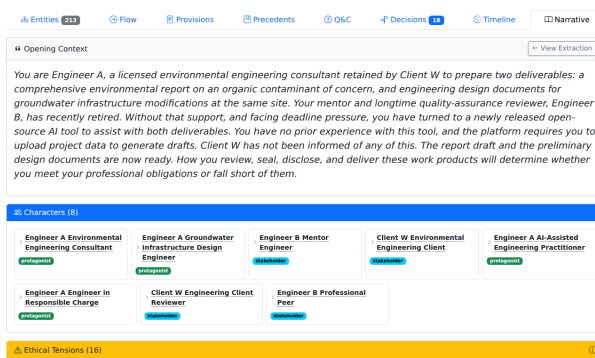 Entities 213 Flow Provisions Precedents Q&C Decisions 18 Timeline Narrative
Opening Context ← View Extraction
You are Engineer A, a licensed environmental engineering consultant retained by Client W to prepare two deliverables: a
comprehensive environmental report on an organic contaminant of concern, and engineering design documents for
groundwater infrastructure modifications at the same site. Your mentor and longtime quality-assurance reviewer, Engineer
B, has recently retired. Without that support, and facing deadline pressure, you have turned to a newly released open-
source AI tool to assist with both deliverables. You have no prior experience with this tool, and the platform requires you to
upload project data to generate drafts. Client W has not been informed of any of this. The report draft and the preliminary
design documents are now ready. How you review, seal, disclose, and deliver these work products will determine whether
you meet your professional obligations or fall short of them.
Characters (8)
Engineer A Environmental
Engineering Consultant
protagonist
Engineer A Groundwater
Infrastructure Design
Engineer
protagonist
Engineer B Mentor
Engineer
stakeholder
Client W Environmental
Engineering Client
stakeholder
Engineer A AI-Assisted
Engineering Practitioner
protagonist
Engineer A Engineer in
Responsible Charge
protagonist
Client W Engineering Client
Reviewer
stakeholder
Engineer B Professional
Peer
stakeholder
Ethical Tensions (16)